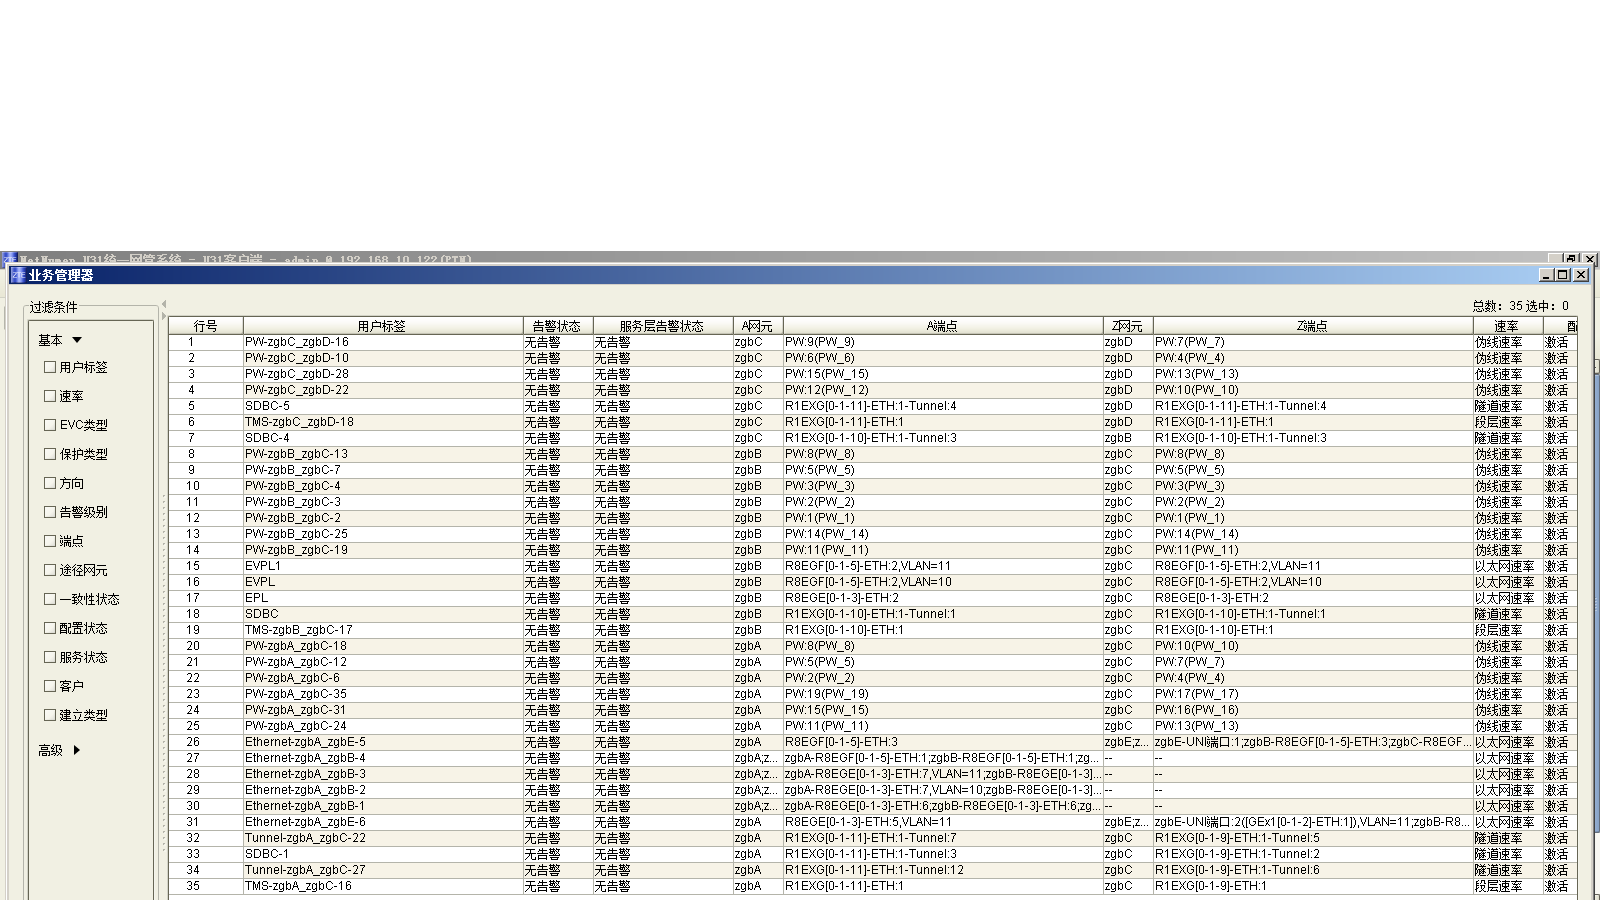 NetNumen U31统一网管系统 - U31客户端 - admin@192.168.10.122(PTN)
业务管理器
过滤条件
总数: 35 选中: 0
基本
用户标签
速率
EVC类型
保护类型
方向
告警级别
端点
途径网元
一致性状态
配置状态
服务状态
客户
建立类型
高级
行号 用户标签 告警状态 服务层告警状态 A网元 A端点 Z网元 Z端点 速率 配
1 PW-zgbC_zgbD-16 无告警 无告警 zgbC PW:9(PW_9) zgbD PW:7(PW_7) 伪线速率 激活
2 PW-zgbC_zgbD-10 无告警 无告警 zgbC PW:6(PW_6) zgbD PW:4(PW_4) 伪线速率 激活
3 PW-zgbC_zgbD-28 无告警 无告警 zgbC PW:15(PW_15) zgbD PW:13(PW_13) 伪线速率 激活
4 PW-zgbC_zgbD-22 无告警 无告警 zgbC PW:12(PW_12) zgbD PW:10(PW_10) 伪线速率 激活
5 SDBC-5 无告警 无告警 zgbC R1EXG[0-1-11]-ETH:1-Tunnel:4 zgbD R1EXG[0-1-11]-ETH:1-Tunnel:4 隧道速率 激活
6 TMS-zgbC_zgbD-18 无告警 无告警 zgbC R1EXG[0-1-11]-ETH:1 zgbD R1EXG[0-1-11]-ETH:1 段层速率 激活
7 SDBC-4 无告警 无告警 zgbC R1EXG[0-1-10]-ETH:1-Tunnel:3 zgbB R1EXG[0-1-10]-ETH:1-Tunnel:3 隧道速率 激活
8 PW-zgbB_zgbC-13 无告警 无告警 zgbB PW:8(PW_8) zgbC PW:8(PW_8) 伪线速率 激活
9 PW-zgbB_zgbC-7 无告警 无告警 zgbB PW:5(PW_5) zgbC PW:5(PW_5) 伪线速率 激活
10 PW-zgbB_zgbC-4 无告警 无告警 zgbB PW:3(PW_3) zgbC PW:3(PW_3) 伪线速率 激活
11 PW-zgbB_zgbC-3 无告警 无告警 zgbB PW:2(PW_2) zgbC PW:2(PW_2) 伪线速率 激活
12 PW-zgbB_zgbC-2 无告警 无告警 zgbB PW:1(PW_1) zgbC PW:1(PW_1) 伪线速率 激活
13 PW-zgbB_zgbC-25 无告警 无告警 zgbB PW:14(PW_14) zgbC PW:14(PW_14) 伪线速率 激活
14 PW-zgbB_zgbC-19 无告警 无告警 zgbB PW:11(PW_11) zgbC PW:11(PW_11) 伪线速率 激活
15 EVPL1 无告警 无告警 zgbB R8EGF[0-1-5]-ETH:2,VLAN=11 zgbC R8EGF[0-1-5]-ETH:2,VLAN=11 以太网速率 激活
16 EVPL 无告警 无告警 zgbB R8EGF[0-1-5]-ETH:2,VLAN=10 zgbC R8EGF[0-1-5]-ETH:2,VLAN=10 以太网速率 激活
17 EPL 无告警 无告警 zgbB R8EGE[0-1-3]-ETH:2 zgbC R8EGE[0-1-3]-ETH:2 以太网速率 激活
18 SDBC 无告警 无告警 zgbB R1EXG[0-1-10]-ETH:1-Tunnel:1 zgbC R1EXG[0-1-10]-ETH:1-Tunnel:1 隧道速率 激活
19 TMS-zgbB_zgbC-17 无告警 无告警 zgbB R1EXG[0-1-10]-ETH:1 zgbC R1EXG[0-1-10]-ETH:1 段层速率 激活
20 PW-zgbA_zgbC-18 无告警 无告警 zgbA PW:8(PW_8) zgbC PW:10(PW_10) 伪线速率 激活
21 PW-zgbA_zgbC-12 无告警 无告警 zgbA PW:5(PW_5) zgbC PW:7(PW_7) 伪线速率 激活
22 PW-zgbA_zgbC-6 无告警 无告警 zgbA PW:2(PW_2) zgbC PW:4(PW_4) 伪线速率 激活
23 PW-zgbA_zgbC-35 无告警 无告警 zgbA PW:19(PW_19) zgbC PW:17(PW_17) 伪线速率 激活
24 PW-zgbA_zgbC-31 无告警 无告警 zgbA PW:15(PW_15) zgbC PW:16(PW_16) 伪线速率 激活
25 PW-zgbA_zgbC-24 无告警 无告警 zgbA PW:11(PW_11) zgbC PW:13(PW_13) 伪线速率 激活
26 Ethernet-zgbA_zgbE-5 无告警 无告警 zgbA R8EGF[0-1-5]-ETH:3 zgbE;z... zgbE-UNI端口:1;zgbB-R8EGF[0-1-5]-ETH:3;zgbC-R8EGF... 以太网速率 激活
27 Ethernet-zgbA_zgbB-4 无告警 无告警 zgbA;z... zgbA-R8EGF[0-1-5]-ETH:1;zgbB-R8EGF[0-1-5]-ETH:1;zg... -- -- 以太网速率 激活
28 Ethernet-zgbA_zgbB-3 无告警 无告警 zgbA;z... zgbA-R8EGE[0-1-3]-ETH:7,VLAN=11;zgbB-R8EGE[0-1-3]... -- -- 以太网速率 激活
29 Ethernet-zgbA_zgbB-2 无告警 无告警 zgbA;z... zgbA-R8EGE[0-1-3]-ETH:7,VLAN=10;zgbB-R8EGE[0-1-3]... -- -- 以太网速率 激活
30 Ethernet-zgbA_zgbB-1 无告警 无告警 zgbA;z... zgbA-R8EGE[0-1-3]-ETH:6;zgbB-R8EGE[0-1-3]-ETH:6;zg... -- -- 以太网速率 激活
31 Ethernet-zgbA_zgbE-6 无告警 无告警 zgbA R8EGE[0-1-3]-ETH:5,VLAN=11 zgbE;z... zgbE-UNI端口:2([GEx1[0-1-2]-ETH:1]),VLAN=11;zgbB-R8... 以太网速率 激活
32 Tunnel-zgbA_zgbC-22 无告警 无告警 zgbA R1EXG[0-1-11]-ETH:1-Tunnel:7 zgbC R1EXG[0-1-9]-ETH:1-Tunnel:5 隧道速率 激活
33 SDBC-1 无告警 无告警 zgbA R1EXG[0-1-11]-ETH:1-Tunnel:3 zgbC R1EXG[0-1-9]-ETH:1-Tunnel:2 隧道速率 激活
34 Tunnel-zgbA_zgbC-27 无告警 无告警 zgbA R1EXG[0-1-11]-ETH:1-Tunnel:12 zgbC R1EXG[0-1-9]-ETH:1-Tunnel:6 隧道速率 激活
35 TMS-zgbA_zgbC-16 无告警 无告警 zgbA R1EXG[0-1-11]-ETH:1 zgbC R1EXG[0-1-9]-ETH:1 段层速率 激活